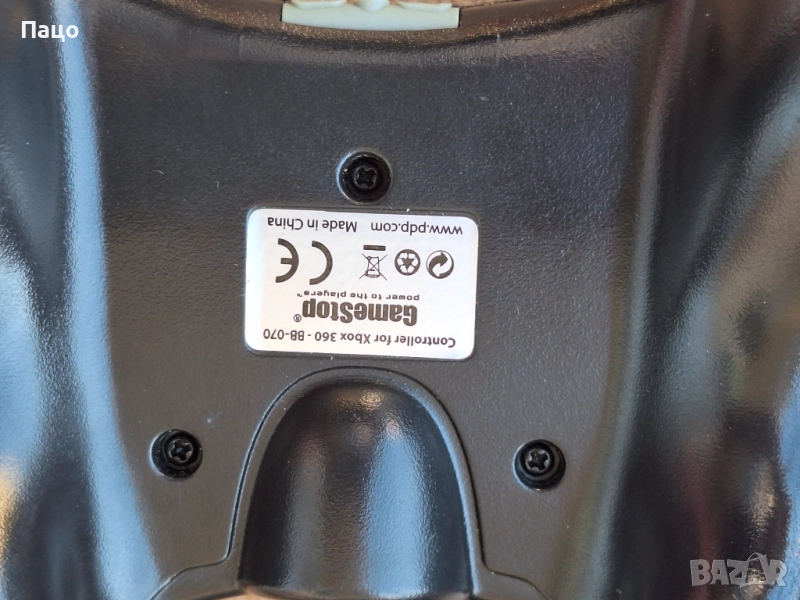 Пацо
Controller for Xbox 360 - BB-070
GameStop®
power to the players™
CE
www.pdp.com Made in China
BAZAR